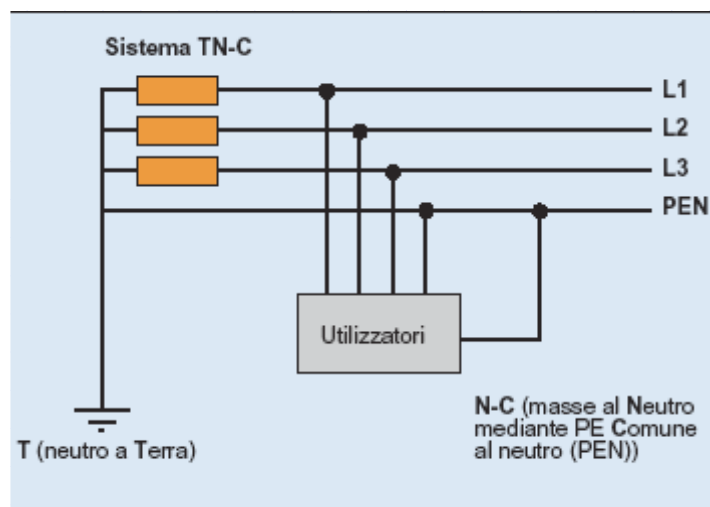 Sistema TN-C
L1
L2
L3
PEN
Utilizzatori
T (neutro a Terra)
N-C (masse al Neutro
mediante PE Comune
al neutro (PEN))